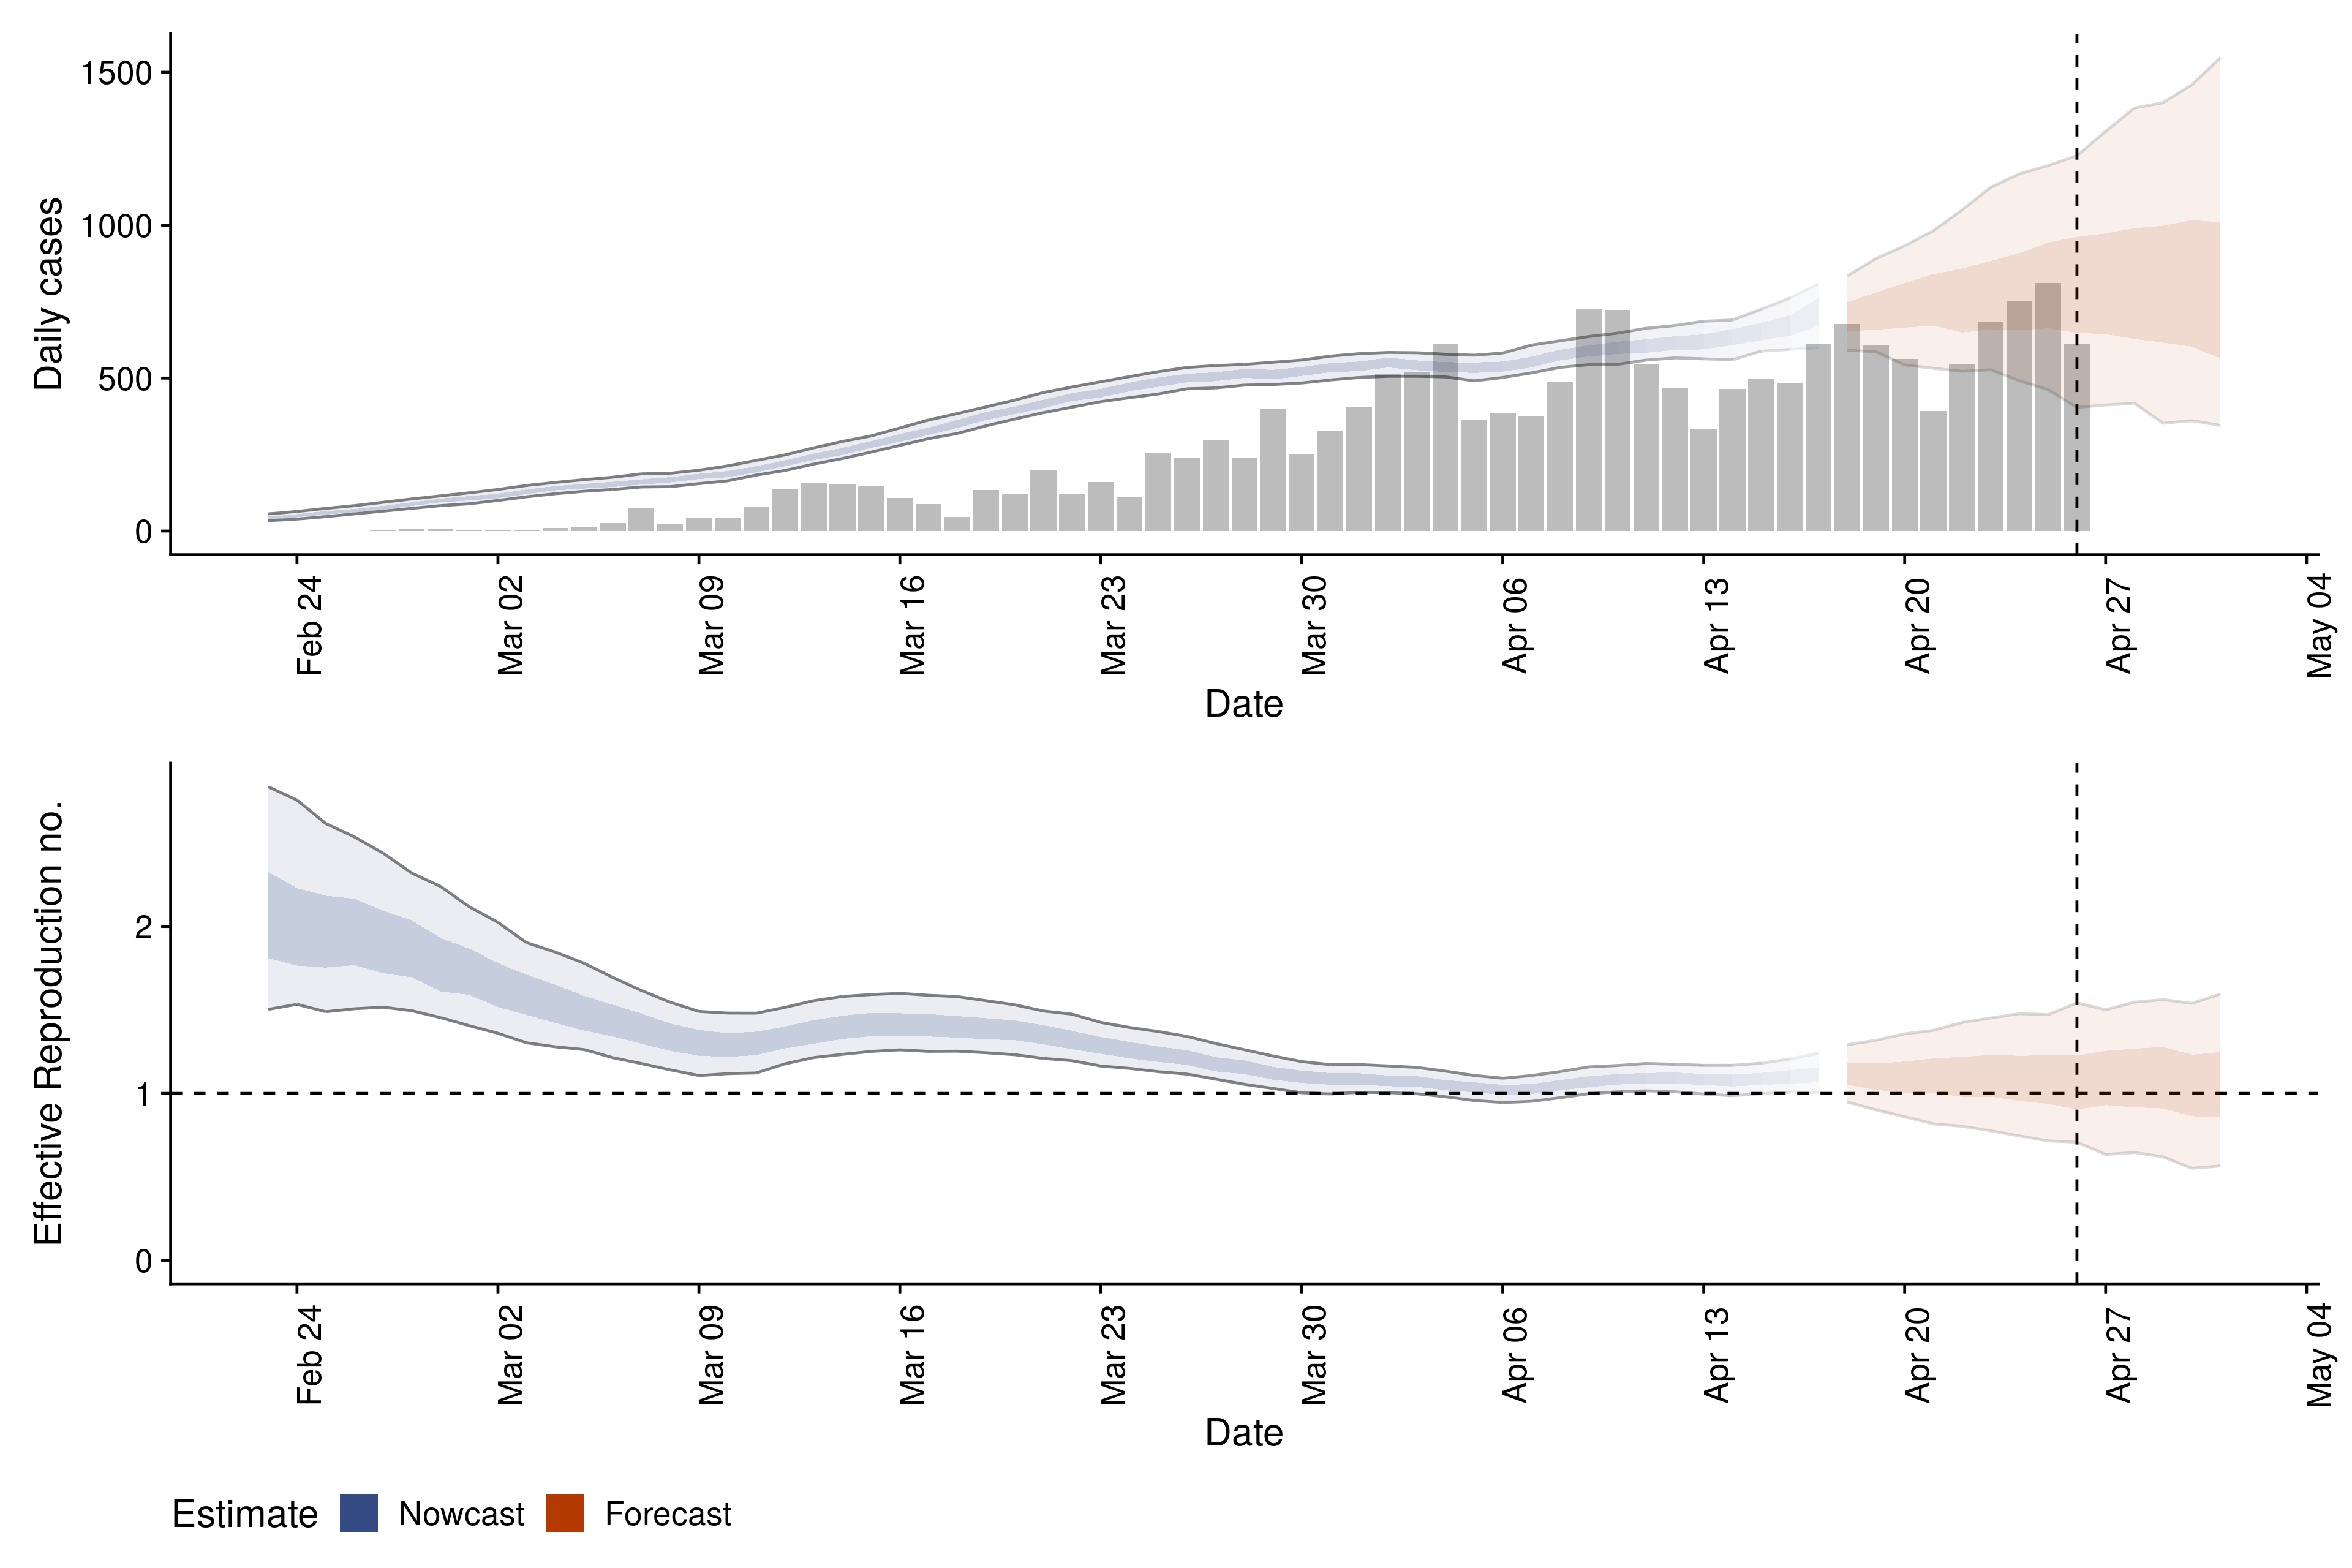 1500
1000
500
0
Daily cases
Feb 24
Mar 02
Mar 09
Mar 16
Mar 23
Mar 30
Apr 06
Apr 13
Apr 20
Apr 27
May 04
Date
2
1
0
Effective Reproduction no.
Feb 24
Mar 02
Mar 09
Mar 16
Mar 23
Mar 30
Apr 06
Apr 13
Apr 20
Apr 27
May 04
Date
Estimate Nowcast Forecast